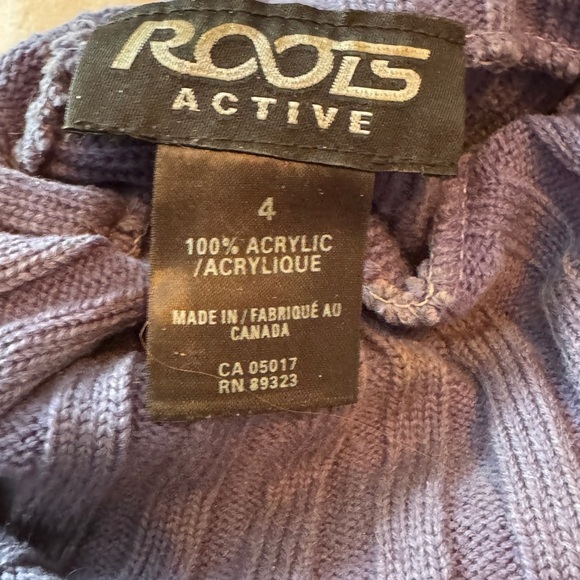 ROOTS
ACTIVE
4
100% ACRYLIC
/ACRYLIQUE
MADE IN/FABRIQUÉ AU
CANADA
CA 05017
RN 89323